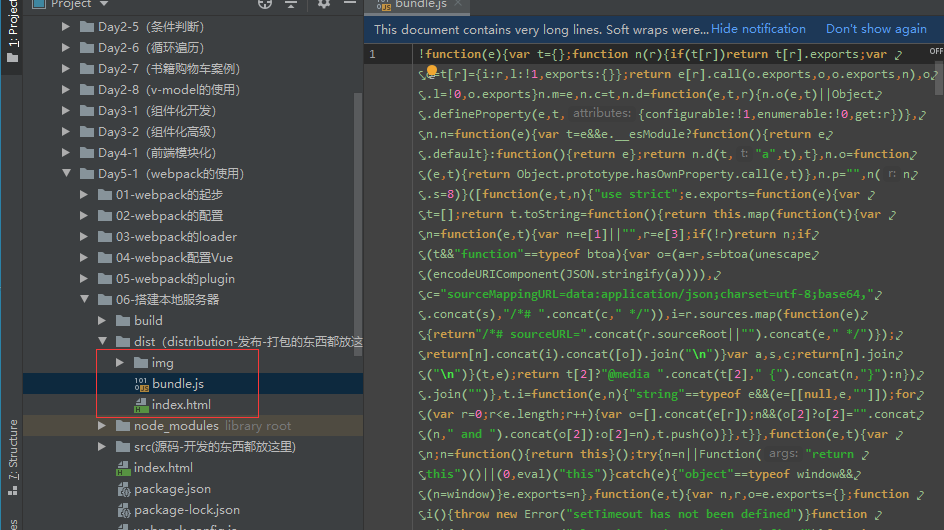 Project
bundle.js
1: Project
Day2-5（条件判断）
Day2-6（循环遍历）
Day2-7（书籍购物车案例）
Day2-8（v-model的使用）
Day3-1（组件化开发）
Day3-2（组件化高级）
Day4-1（前端模块化）
Day5-1（webpack的使用）
01-webpack的起步
02-webpack的配置
03-webpack的loader
04-webpack配置Vue
05-webpack的plugin
06-搭建本地服务器
build
dist（distribution-发布-打包的东西都放这
img
bundle.js
index.html
node_modules library root
src(源码-开发的东西都放这里)
index.html
package.json
package-lock.json
webpack.config.js
7: Structure
This document contains very long lines. Soft wraps were... Hide notification Don't show again
OFF
1 !function(e){var t={};function n(r){if(t[r])return t[r].exports;var
=t[r]={i:r,l:!1,exports:{}};return e[r].call(o.exports,o,o.exports,n),o
.l=!0,o.exports}n.m=e,n.c=t,n.d=function(e,t,r){n.o(e,t)||Object
.defineProperty(e,t, attributes: {configurable:!1,enumerable:!0,get:r})},
n.n=function(e){var t=e&&e.__esModule?function(){return e
.default}:function(){return e};return n.d(t, t: "a",t),t},n.o=function
(e,t){return Object.prototype.hasOwnProperty.call(e,t)},n.p="",n( r: n
.s=8)}([function(e,t,n){"use strict";e.exports=function(e){var
t=[];return t.toString=function(){return this.map(function(t){var
n=function(e,t){var n=e[1]||"",r=e[3];if(!r)return n;if
(t&&"function"==typeof btoa){var o=(a=r,s=btoa(unescape
(encodeURIComponent(JSON.stringify(a)))),
c="sourceMappingURL=data:application/json;charset=utf-8;base64,"
.concat(s),"/*# ".concat(c," */")),i=r.sources.map(function(e)
{return"/*# sourceURL=".concat(r.sourceRoot||"").concat(e," */")});
return[n].concat(i).concat([o]).join("\n")}var a,s,c;return[n].join
("\n")}(t,e);return t[2]?"@media ".concat(t[2]," {").concat(n,"}"):n})
.join("")},t.i=function(e,n){"string"==typeof e&&(e=[[null,e,""]]);for
(var r=0;r<e.length;r++){var o=[].concat(e[r]);n&&(o[2]?o[2]="".concat
(n," and ").concat(o[2]):o[2]=n),t.push(o)}},t}},function(e,t){var
n;n=function(){return this}();try{n=n||Function( args: "return
this")()||(0,eval)("this")}catch(e){"object"==typeof window&&
(n=window)}e.exports=n},function(e,t){var n,r,o=e.exports={};function
i(){throw new Error("setTimeout has not been defined")}function